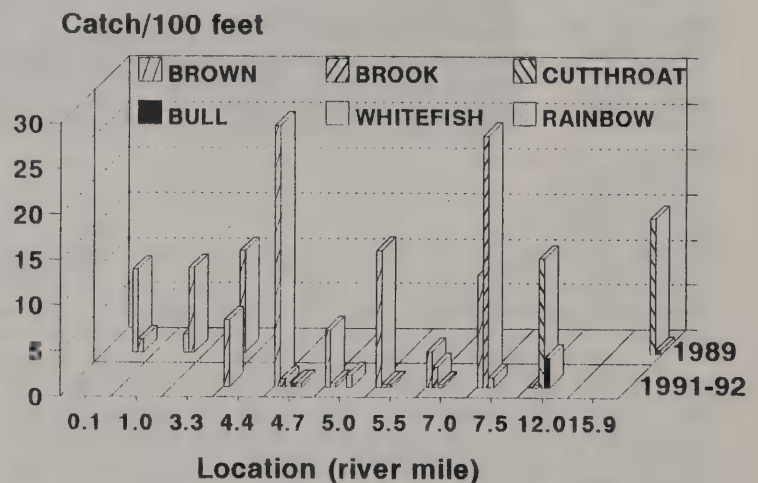 Catch/100 feet
BROWN BROOK CUTTHROAT
BULL WHITEFISH RAINBOW
30
25
20
15
10
5
0
1989
1991-92
0.1 1.0 3.3 4.4 4.7 5.0 5.5 7.0 7.5 12.0 15.9
Location (river mile)